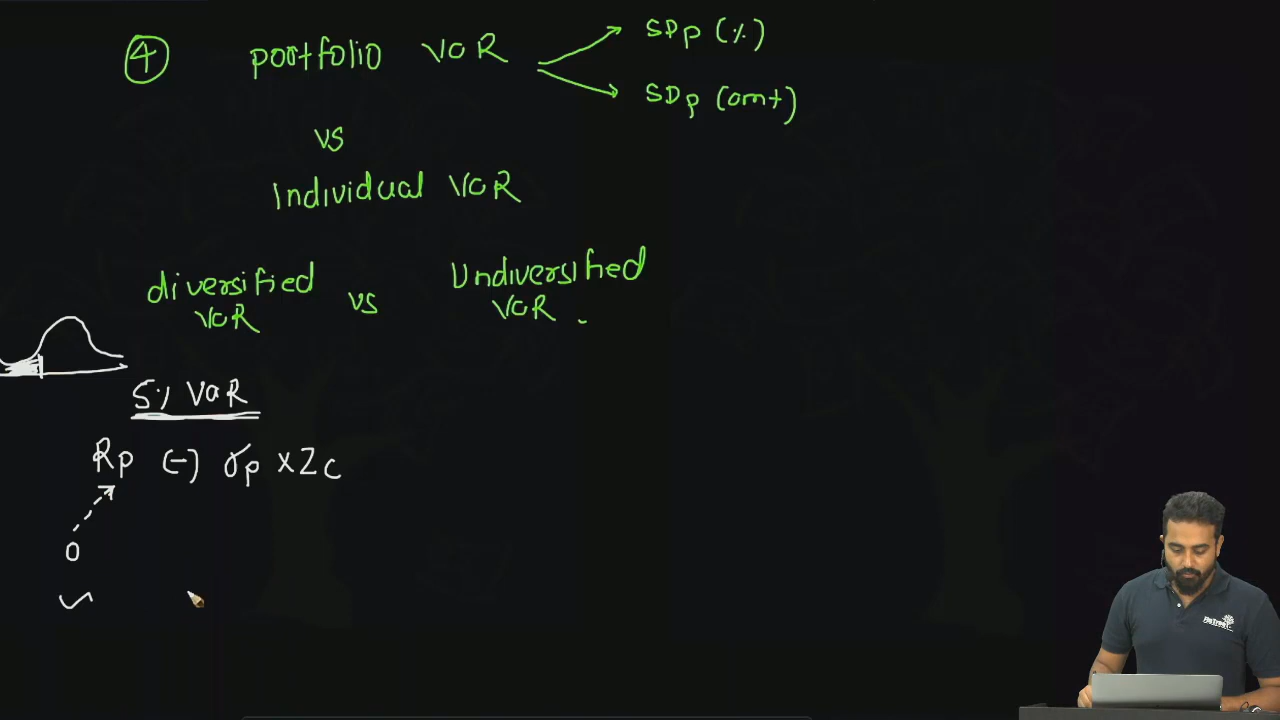 4 portfolio VaR
SDp (%)
SDp (amt)
vs
Individual VaR
diversified VaR vs Undiversified VaR
5% VaR
Rp (-) σp x Zc
0